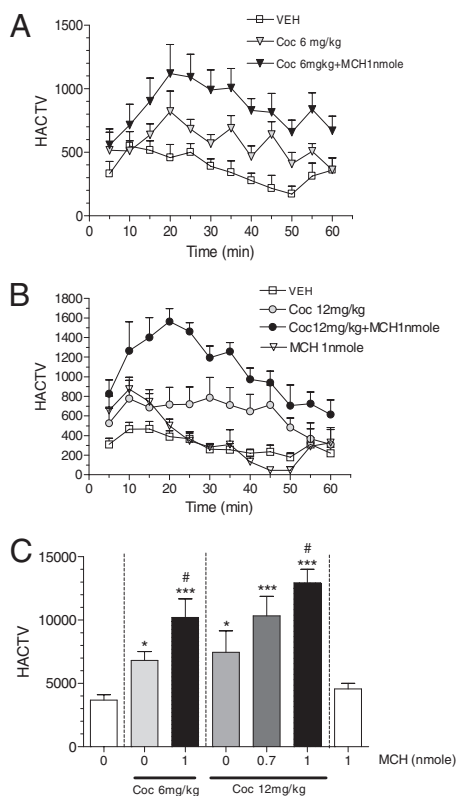 A
VEH
Coc 6 mg/kg
Coc 6mgkg+MCH1nmole
1500
1000
500
0
HACTV
0 10 20 30 40 50 60 70
Time (min)
B
VEH
Coc 12mg/kg
Coc12mg/kg+MCH1nmole
MCH 1nmole
1800
1600
1400
1200
1000
800
600
400
200
0
HACTV
0 10 20 30 40 50 60 70
Time (min)
C
15000
10000
5000
0
HACTV
* # *** * *** # ***
0 0 1 0 0.7 1 1 MCH (nmole)
Coc 6mg/kg Coc 12mg/kg